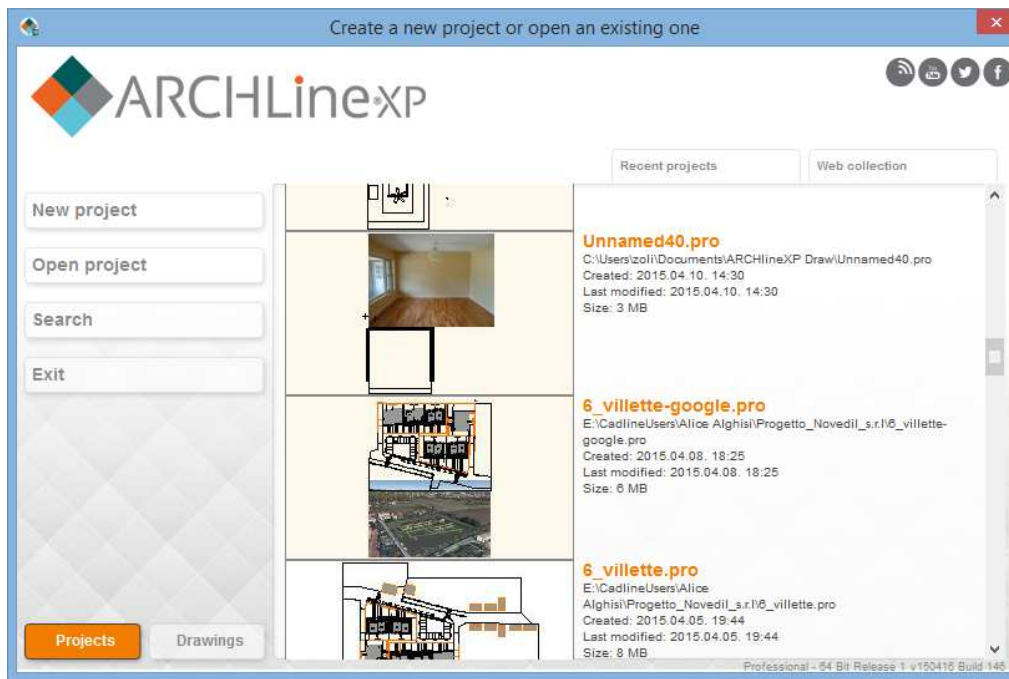 Create a new project or open an existing one
ARCHLine.XP
You Tube
Recent projects
Web collection
New project
Open project
Search
Exit
Unnamed40.pro
C:\Users\zoli\Documents\ARCHlineXP Draw\Unnamed40.pro
Created: 2015.04.10. 14:30
Last modified: 2015.04.10. 14:30
Size: 3 MB
6_villette-google.pro
E:\CadlineUsers\Alice Alghisi\Progetto_Novedil_s.r.l\6_villette-
google.pro
Created: 2015.04.08. 18:25
Last modified: 2015.04.08. 18:25
Size: 6 MB
6_villette.pro
E:\CadlineUsers\Alice
Alghisi\Progetto_Novedil_s.r.l\6_villette.pro
Created: 2015.04.05. 19:44
Last modified: 2015.04.05. 19:44
Size: 8 MB
Projects
Drawings
Professional - 64 Bit Release 1 v150416 Build 146